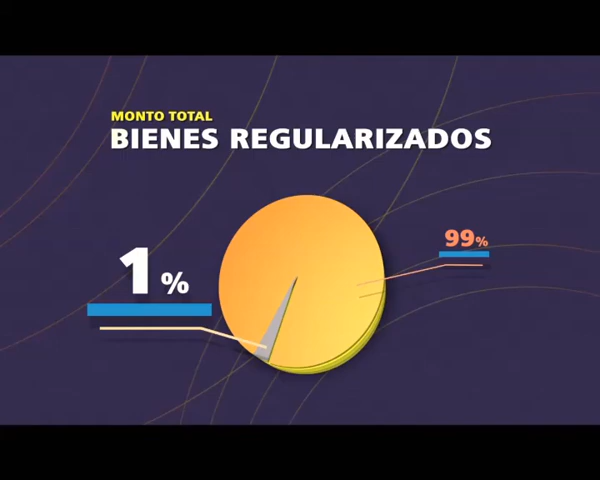 MONTO TOTAL
BIENES REGULARIZADOS
99%
1%